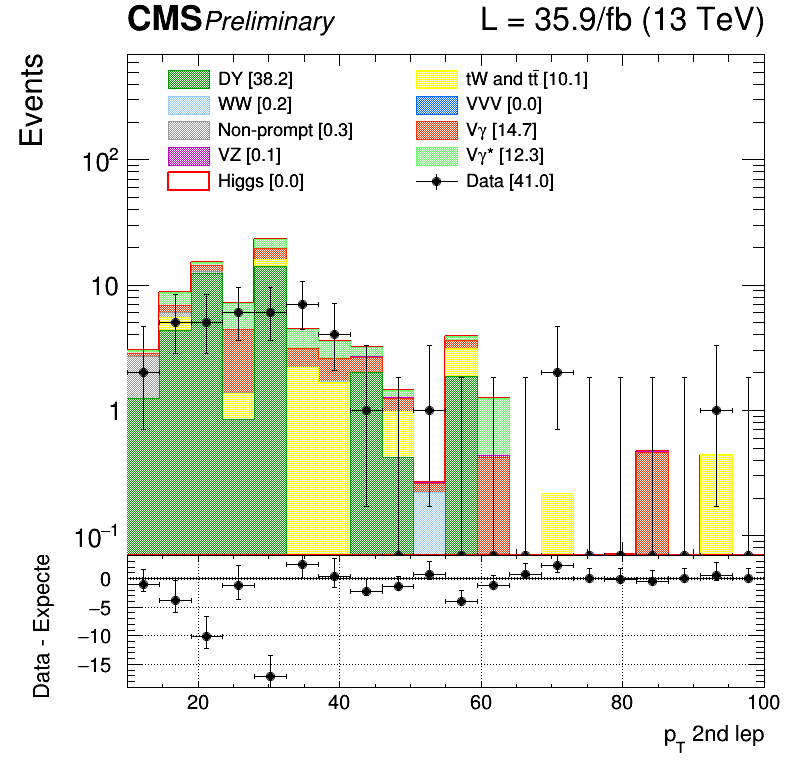 CMS Preliminary L = 35.9/fb (13 TeV)
Events
DY [38.2]
WW [0.2]
Non-prompt [0.3]
VZ [0.1]
Higgs [0.0]
tW and tt̄ [10.1]
VVV [0.0]
Vγ [14.7]
Vγ* [12.3]
Data [41.0]
10²
10
1
10⁻¹
Data - Expecte
0
−5
−10
−15
20 40 60 80 100
p_T 2nd lep